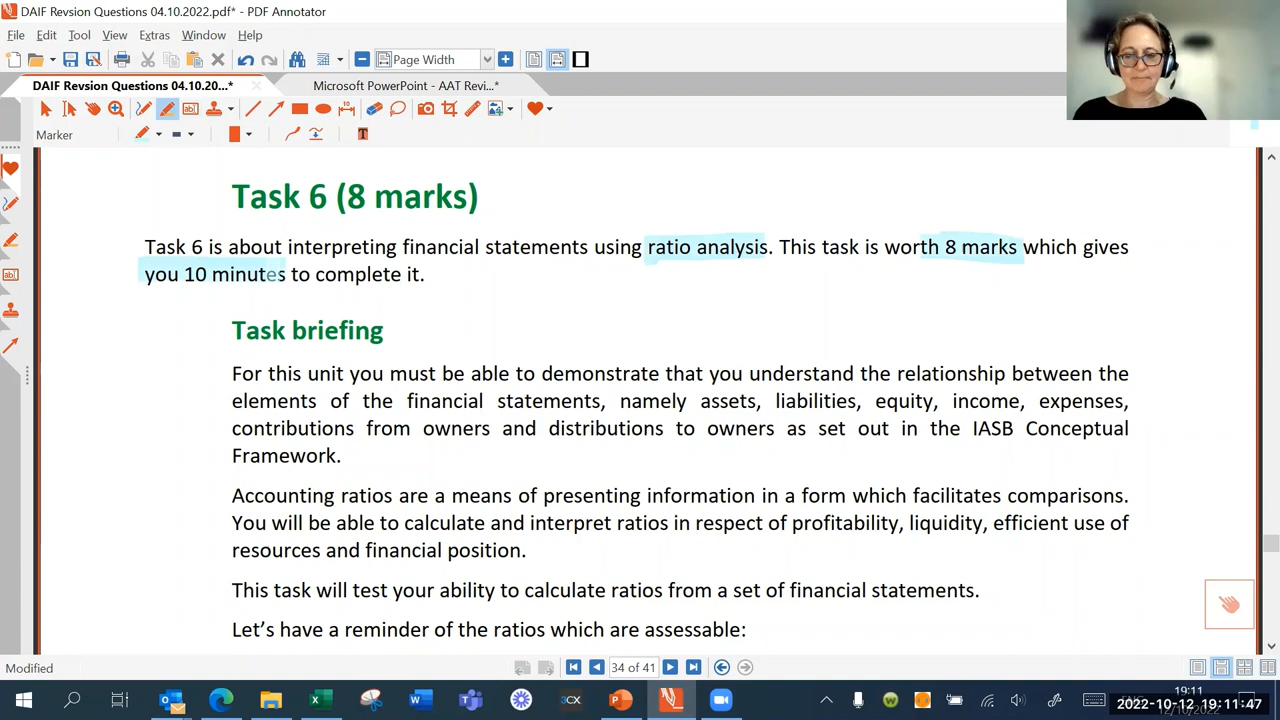 DAIF Revsion Questions 04.10.2022.pdf* - PDF Annotator
File Edit Tool View Extras Window Help
Page Width
DAIF Revsion Questions 04.10.20...*
Microsoft PowerPoint - AAT Revi...*
Marker
Task 6 (8 marks)
Task 6 is about interpreting financial statements using ratio analysis. This task is worth 8 marks which gives
you 10 minutes to complete it.
Task briefing
For this unit you must be able to demonstrate that you understand the relationship between the
elements of the financial statements, namely assets, liabilities, equity, income, expenses,
contributions from owners and distributions to owners as set out in the IASB Conceptual
Framework.
Accounting ratios are a means of presenting information in a form which facilitates comparisons.
You will be able to calculate and interpret ratios in respect of profitability, liquidity, efficient use of
resources and financial position.
This task will test your ability to calculate ratios from a set of financial statements.
Let's have a reminder of the ratios which are assessable:
Modified
34 of 41
3CX
19:11
2022-10-12 19:11:47